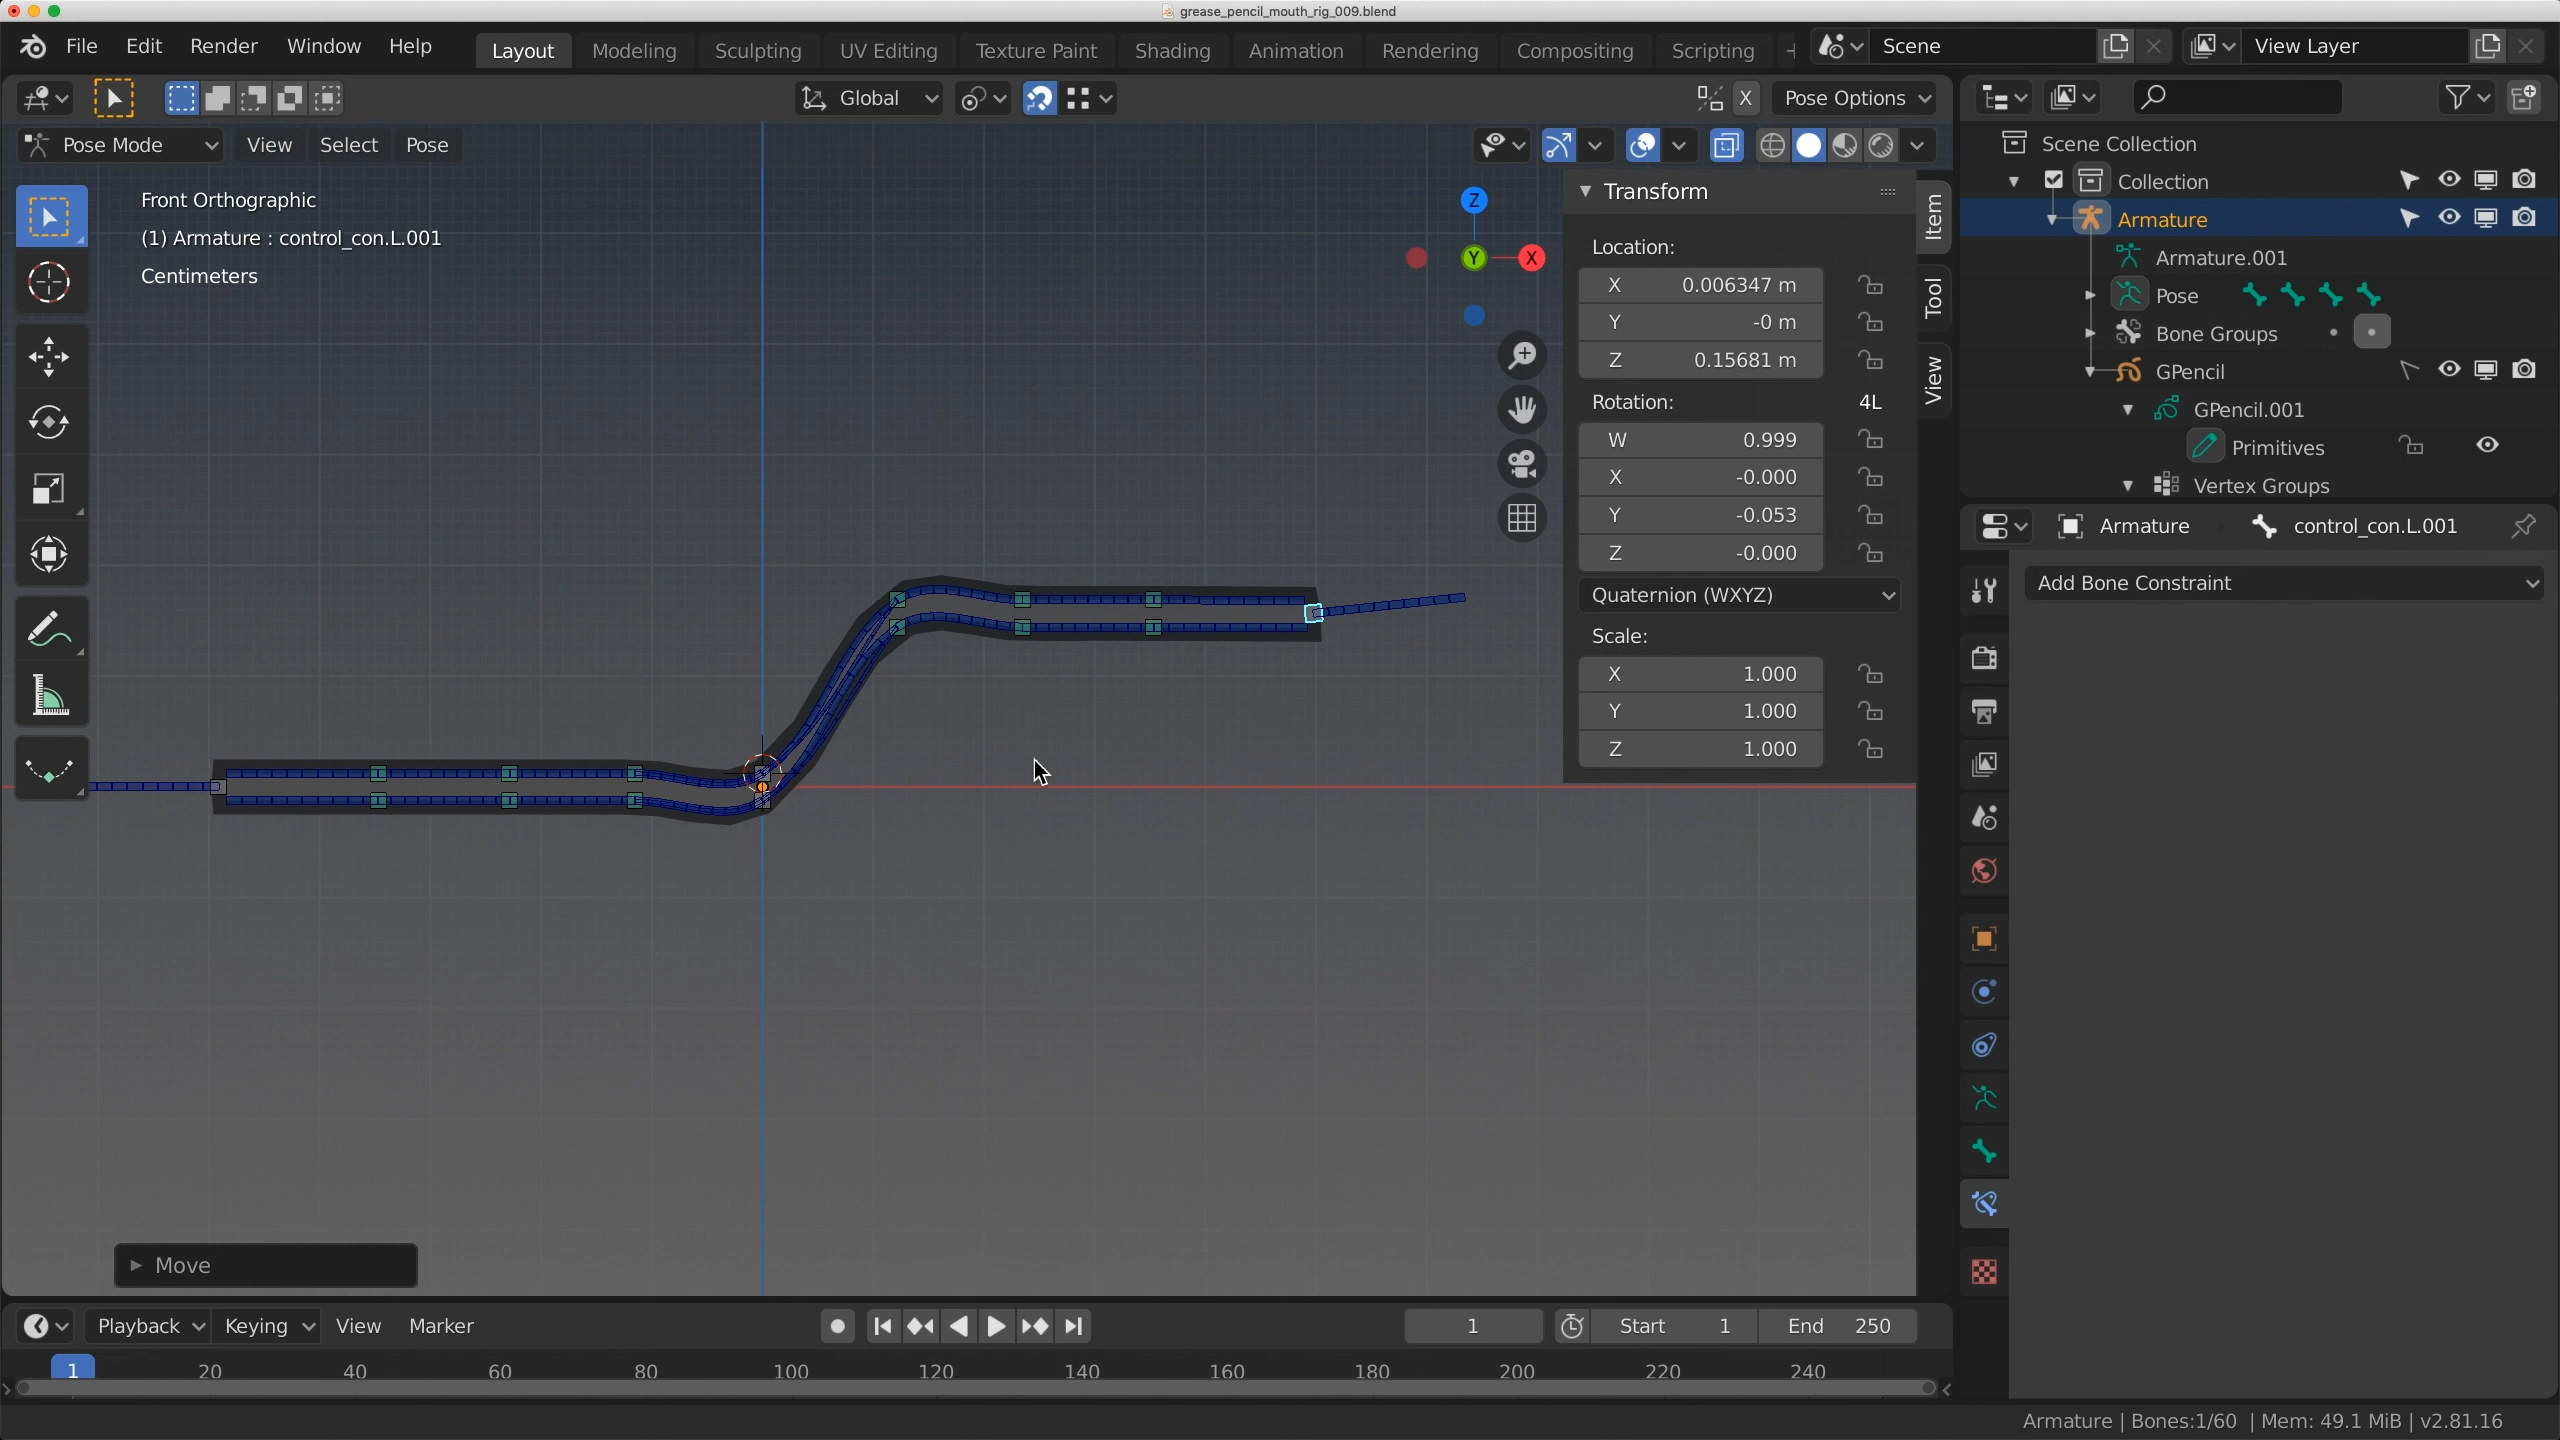 grease_pencil_mouth_rig_009.blend
File Edit Render Window Help Layout Modeling Sculpting UV Editing Texture Paint Shading Animation Rendering Compositing Scripting Scene View Layer
Global X Pose Options
Pose Mode View Select Pose
Front Orthographic
(1) Armature : control_con.L.001
Centimeters
Z
Y
X
Transform
Location:
X 0.006347 m
Y -0 m
Z 0.15681 m
Rotation: 4L
W 0.999
X -0.000
Y -0.053
Z -0.000
Quaternion (WXYZ)
Scale:
X 1.000
Y 1.000
Z 1.000
Item
Tool
View
Scene Collection
Collection
Armature
Armature.001
Pose
Bone Groups
GPencil
GPencil.001
Primitives
Vertex Groups
Armature control_con.L.001
Add Bone Constraint
Move
Playback Keying View Marker 1 Start 1 End 250
1 20 40 60 80 100 120 140 160 180 200 220 240
Armature | Bones:1/60 | Mem: 49.1 MiB | v2.81.16